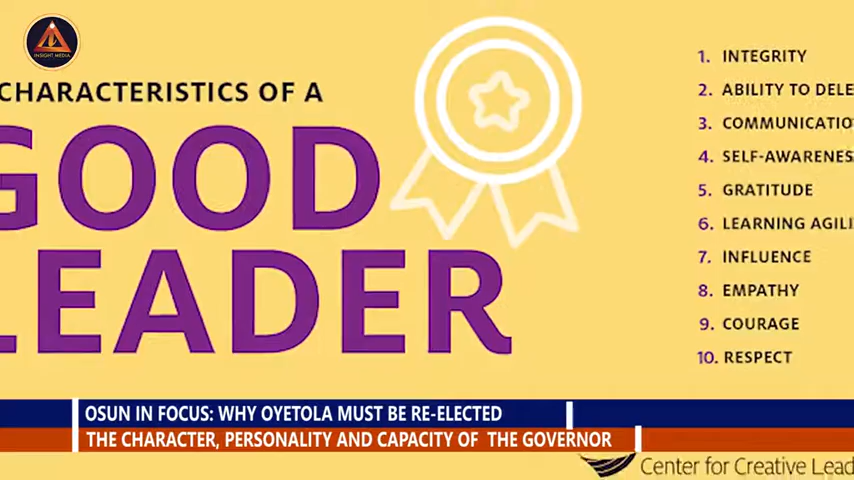 INSIGHT MEDIA
CHARACTERISTICS OF A
GOOD
LEADER
1. INTEGRITY
2. ABILITY TO DELE
3. COMMUNICATIO
4. SELF-AWARENES
5. GRATITUDE
6. LEARNING AGILI
7. INFLUENCE
8. EMPATHY
9. COURAGE
10. RESPECT
OSUN IN FOCUS: WHY OYETOLA MUST BE RE-ELECTED
THE CHARACTER, PERSONALITY AND CAPACITY OF THE GOVERNOR
Center for Creative Lead